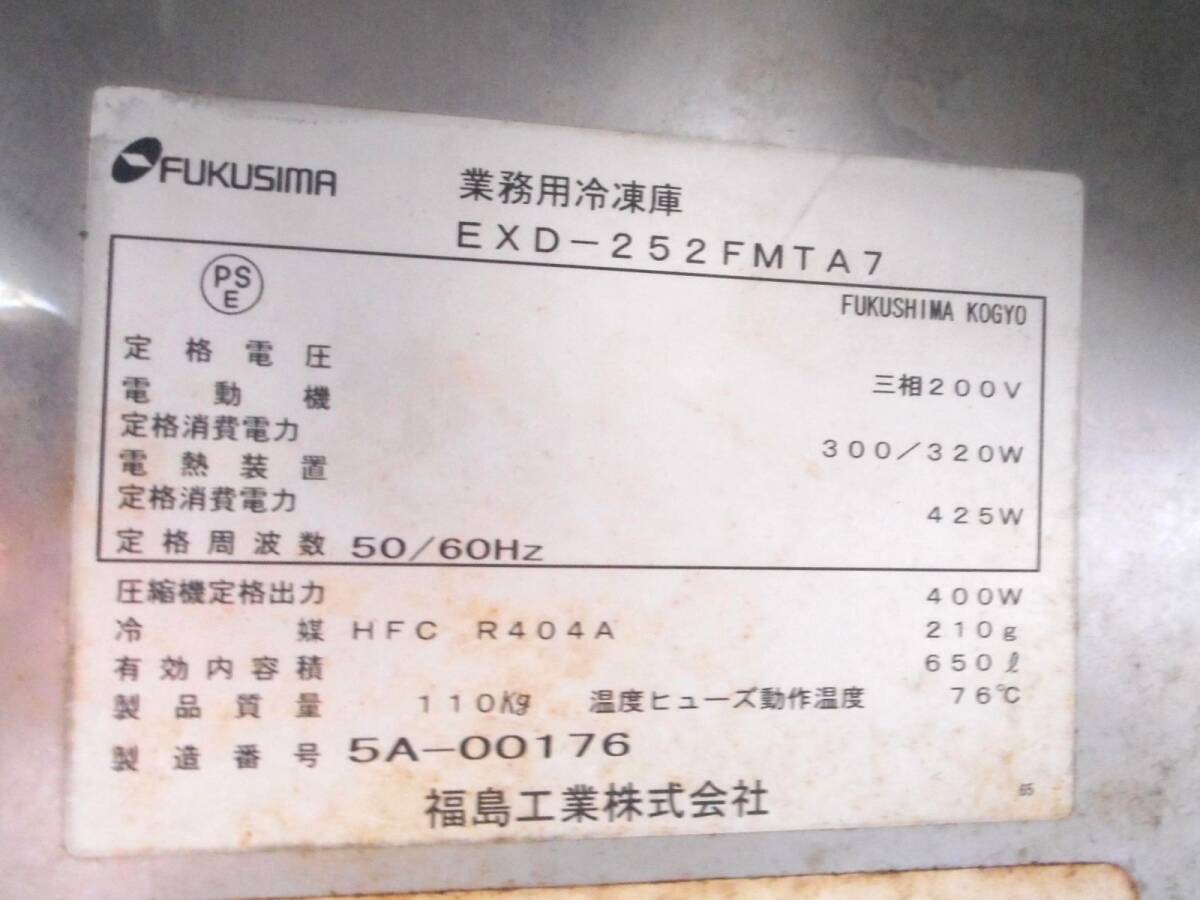 FUKUSIMA 業務用冷凍庫
EXD-252FMTA7
PSE FUKUSHIMA KOGYO
定格電圧 三相200V
電動機
定格消費電力 300/320W
電熱装置
定格消費電力 425W
定格周波数 50/60Hz
圧縮機定格出力 400W
冷媒 HFC R404A 210g
有効内容積 650ℓ
製品質量 110Kg 温度ヒューズ動作温度 76℃
製造番号 5A-00176
福島工業株式会社 65